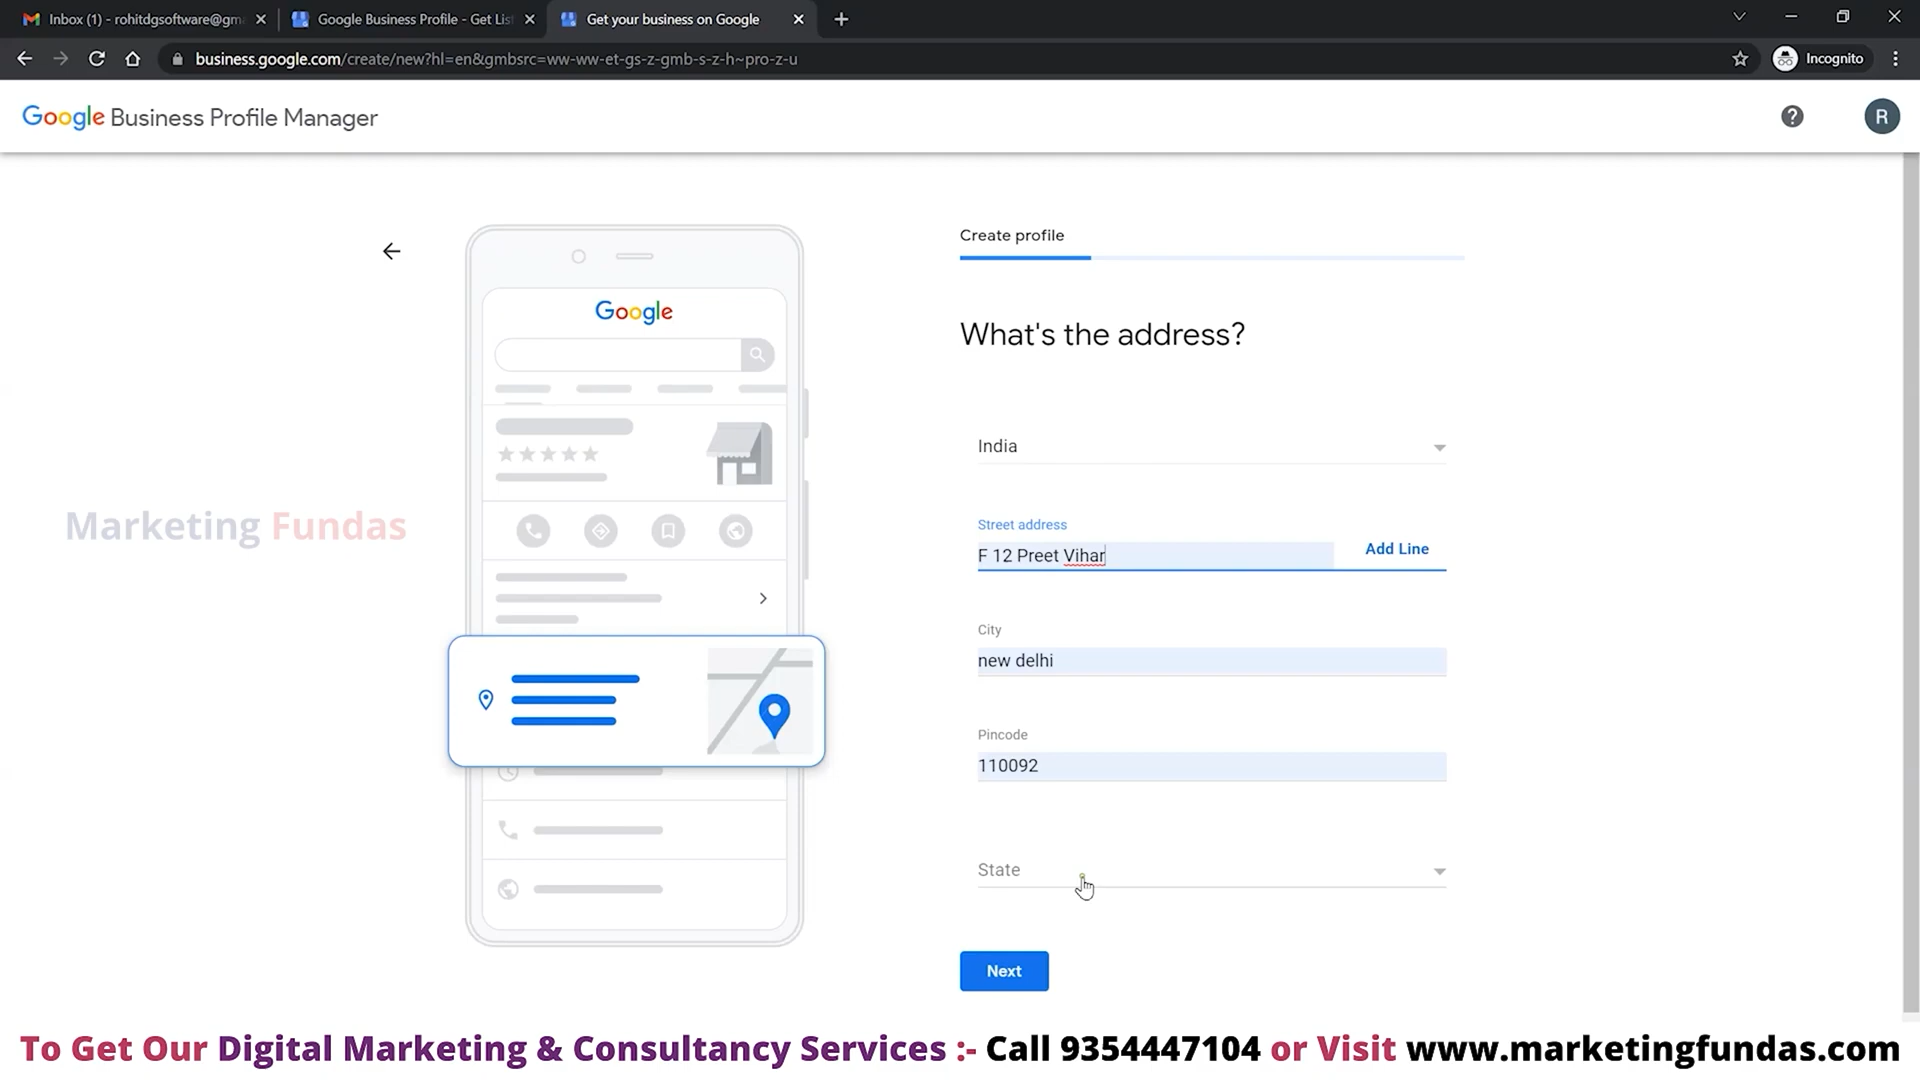 Inbox (1) - rohitdgsoftware@gm
Google Business Profile - Get List
Get your business on Google
business.google.com/create/new?hl=en&gmbsrc=ww-ww-et-gs-z-gmb-s-z-h~pro-z-u
Incognito
Google Business Profile Manager
R
Create profile
Google
What's the address?
India
Street address
F 12 Preet Vihar
Add Line
Marketing Fundas
City
new delhi
Pincode
110092
State
Next
To Get Our Digital Marketing & Consultancy Services :- Call 9354447104 or Visit www.marketingfundas.com